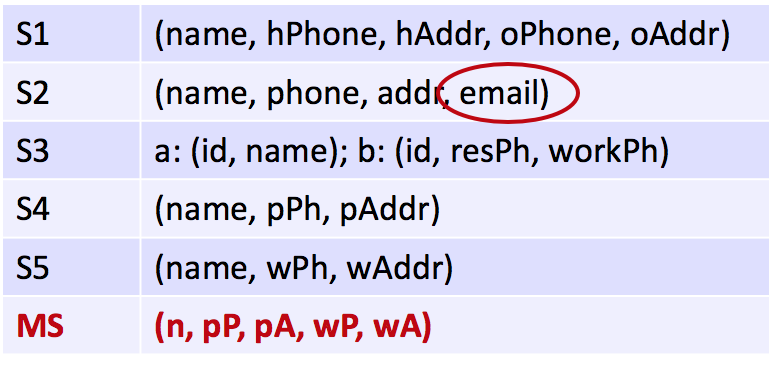 S1 (name, hPhone, hAddr, oPhone, oAddr)
S2 (name, phone, addr, email)
S3 a: (id, name); b: (id, resPh, workPh)
S4 (name, pPh, pAddr)
S5 (name, wPh, wAddr)
MS (n, pP, pA, wP, wA)